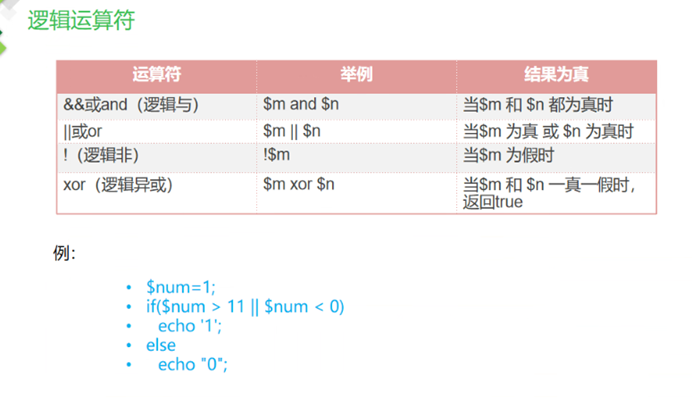 逻辑运算符
运算符 举例 结果为真
&&或and（逻辑与） $m and $n 当$m 和 $n 都为真时
||或or $m || $n 当$m 为真 或 $n 为真时
!（逻辑非） !$m 当$m 为假时
xor（逻辑异或） $m xor $n 当$m 和 $n 一真一假时，
返回true
例：
• $num=1;
• if($num > 11 || $num < 0)
• echo '1';
• else
• echo "0";